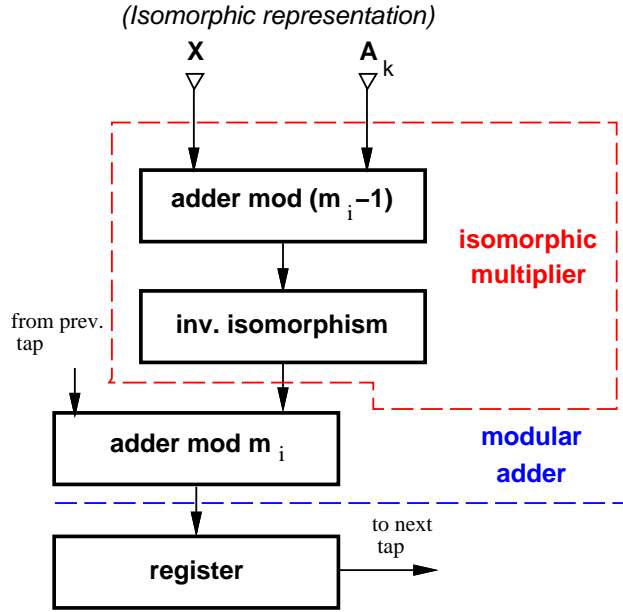 (Isomorphic representation)
X
A k
adder mod (m i −1)
isomorphic
multiplier
inv. isomorphism
from prev.
tap
adder mod m i
modular
adder
to next
tap
register